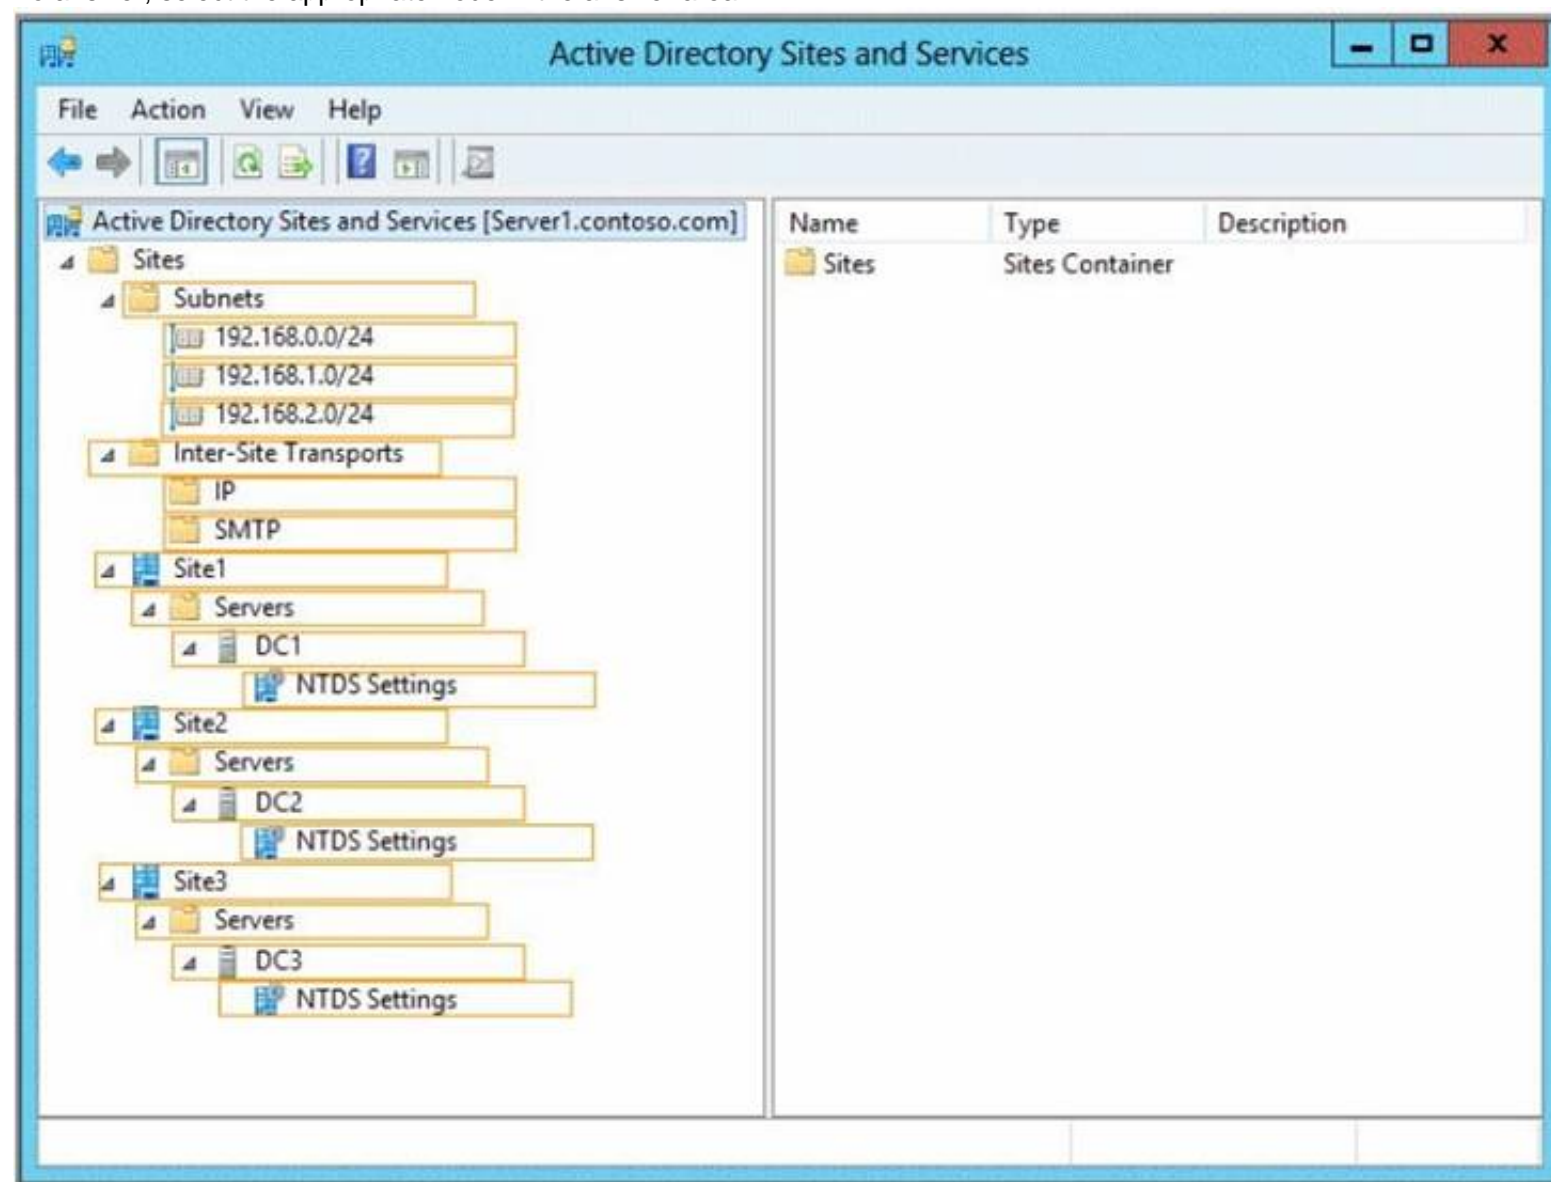 Active Directory Sites and Services
File Action View Help
Active Directory Sites and Services [Server1.contoso.com]
Sites
Subnets
192.168.0.0/24
192.168.1.0/24
192.168.2.0/24
Inter-Site Transports
IP
SMTP
Site1
Servers
DC1
NTDS Settings
Site2
Servers
DC2
NTDS Settings
Site3
Servers
DC3
NTDS Settings
Name Type Description
Sites Sites Container